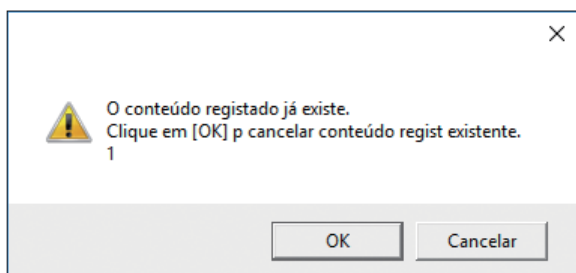 O conteúdo registado já existe.
Clique em [OK] p cancelar conteúdo regist existente.
1
OK
Cancelar